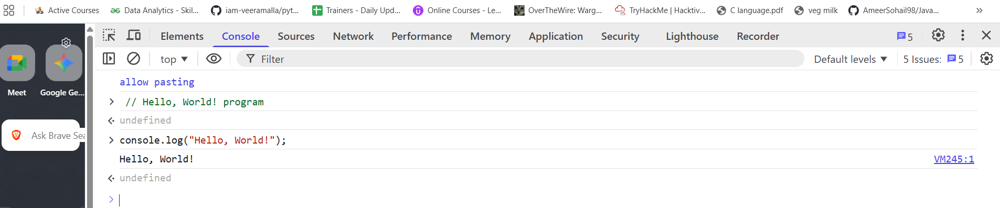 Active Courses Data Analytics - Skil... iam-veeramalla/pyt... Trainers - Daily Upd... Online Courses - Le... OverTheWire: Warg... TryHackMe | Hacktiv... C language.pdf veg milk AmeerSohail98/Java... »
Elements Console Sources Network Performance Memory Application Security Lighthouse Recorder 5
top Filter Default levels 5 Issues: 5
Meet Google Ge...
Ask Brave Sea
allow pasting
> // Hello, World! program
undefined
> console.log("Hello, World!");
Hello, World! VM245:1
undefined
>